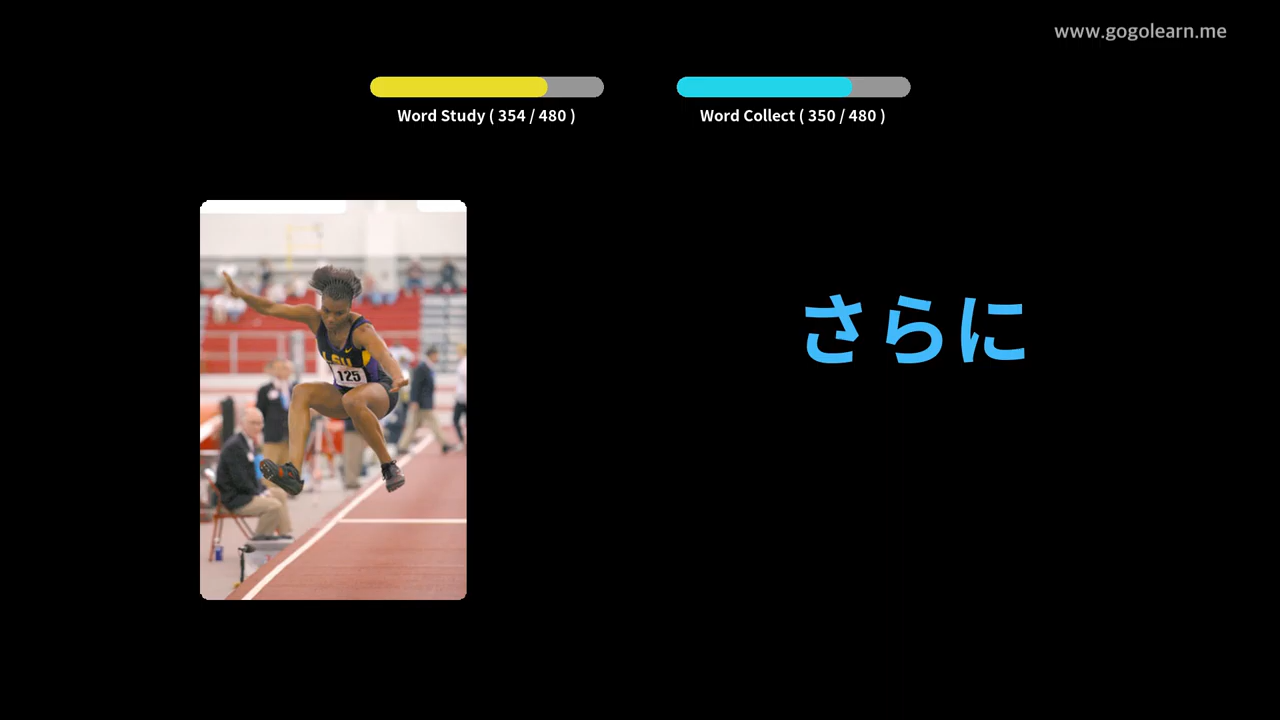 www.gogolearn.me
Word Study ( 354 / 480 )
Word Collect ( 350 / 480 )
さらに
LSU
125